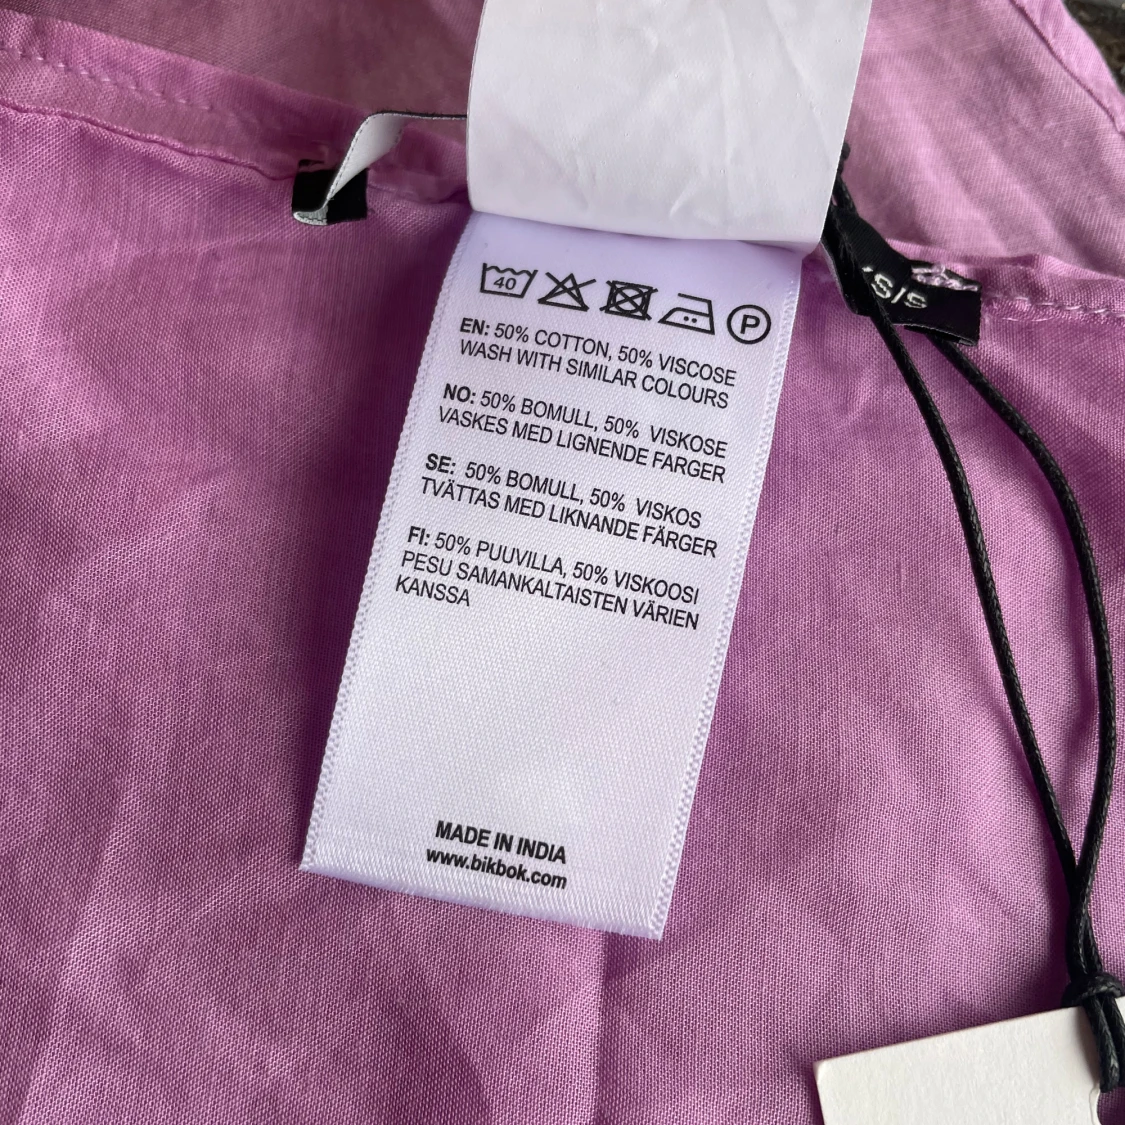 40
P
EN: 50% COTTON, 50% VISCOSE
WASH WITH SIMILAR COLOURS
NO: 50% BOMULL, 50% VISKOSE
VASKES MED LIGNENDE FARGER
SE: 50% BOMULL, 50% VISKOS
TVÄTTAS MED LIKNANDE FÄRGER
FI: 50% PUUVILLA, 50% VISKOOSI
PESU SAMANKALTAISTEN VÄRIEN
KANSSA
MADE IN INDIA
www.bikbok.com
S/S